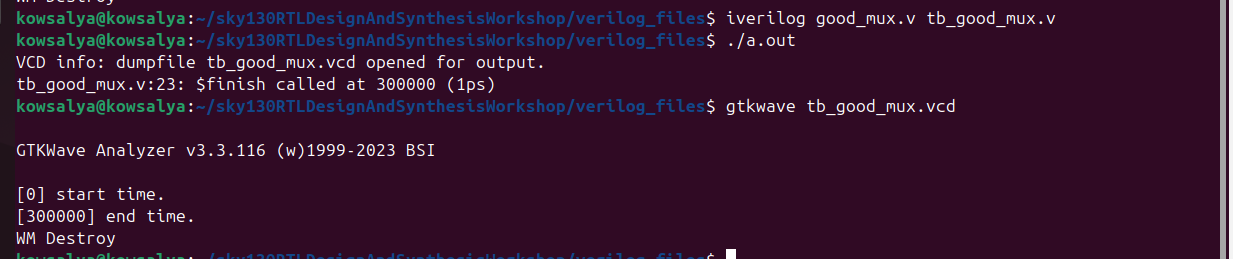 WM Destroy
kowsalya@kowsalya:~/sky130RTLDesignAndSynthesisWorkshop/verilog_files$ iverilog good_mux.v tb_good_mux.v
kowsalya@kowsalya:~/sky130RTLDesignAndSynthesisWorkshop/verilog_files$ ./a.out
VCD info: dumpfile tb_good_mux.vcd opened for output.
tb_good_mux.v:23: $finish called at 300000 (1ps)
kowsalya@kowsalya:~/sky130RTLDesignAndSynthesisWorkshop/verilog_files$ gtkwave tb_good_mux.vcd
GTKWave Analyzer v3.3.116 (w)1999-2023 BSI
[0] start time.
[300000] end time.
WM Destroy
kowsalya@kowsalya:~/sky130RTLDesignAndSynthesisWorkshop/verilog_files$